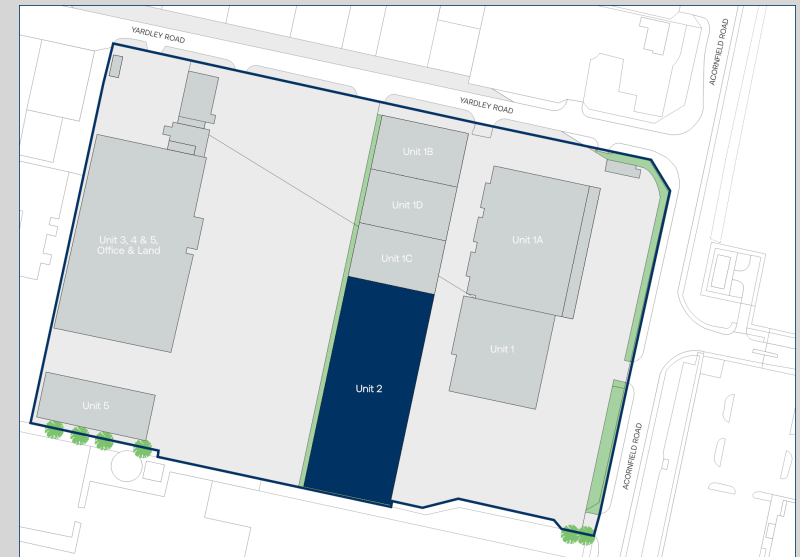 YARDLEY ROAD
ACORNFIELD ROAD
YARDLEY ROAD
Unit 1B
Unit 1D
Unit 3, 4 & 5,
Office & Land
Unit 1A
Unit 1C
Unit 1
Unit 2
Unit 5
ACORNFIELD ROAD